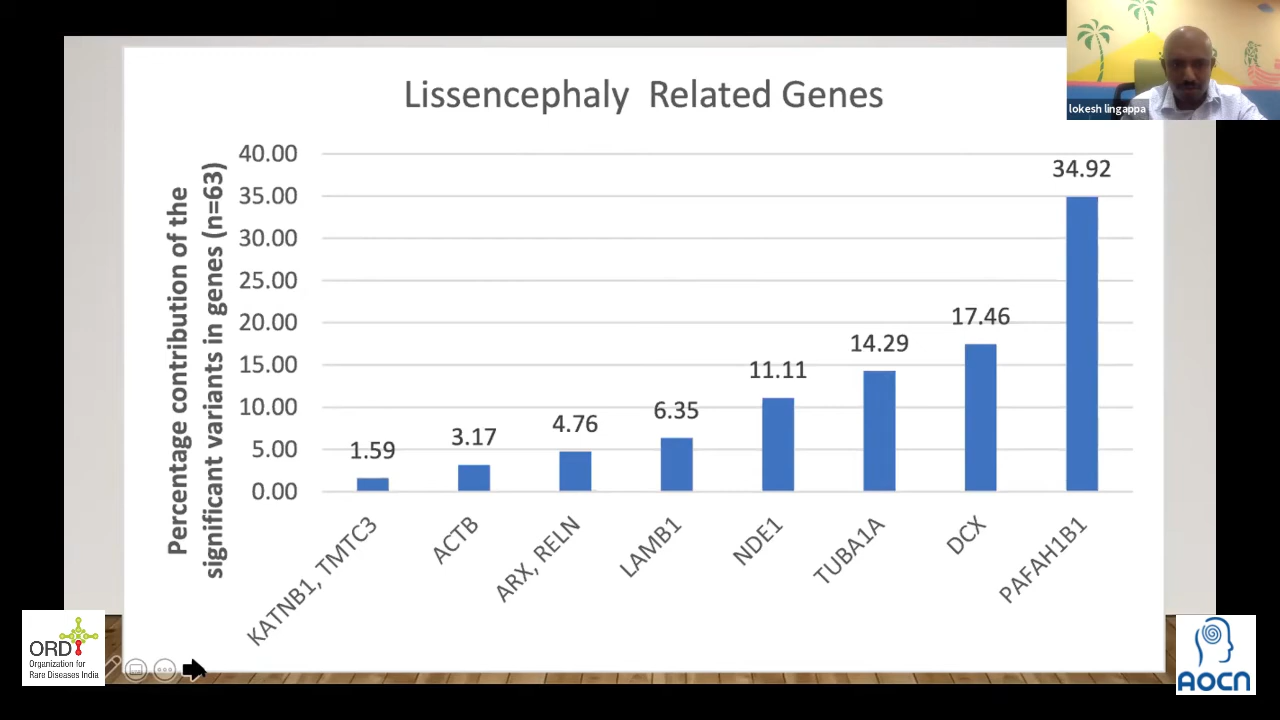 lokesh lingappa
Lissencephaly Related Genes
Percentage contribution of the
significant variants in genes (n=63)
40.00
35.00
30.00
25.00
20.00
15.00
10.00
5.00
0.00
1.59
3.17
4.76
6.35
11.11
14.29
17.46
34.92
KATNB1, TMTC3
ACTB
ARX, RELN
LAMB1
NDE1
TUBA1A
DCX
PAFAH1B1
ORDI
Organization for
Rare Diseases India
AOCN